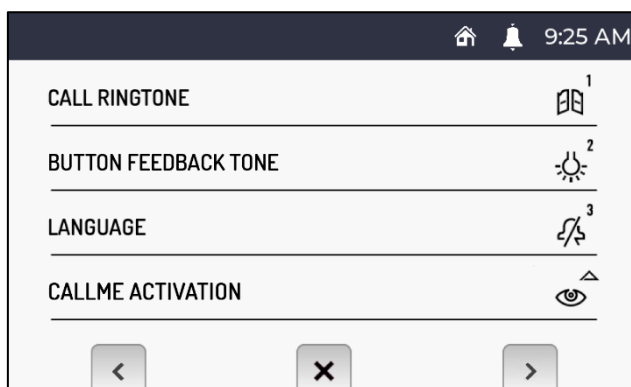 9:25 AM
CALL RINGTONE 1
BUTTON FEEDBACK TONE 2
LANGUAGE 3
CALLME ACTIVATION